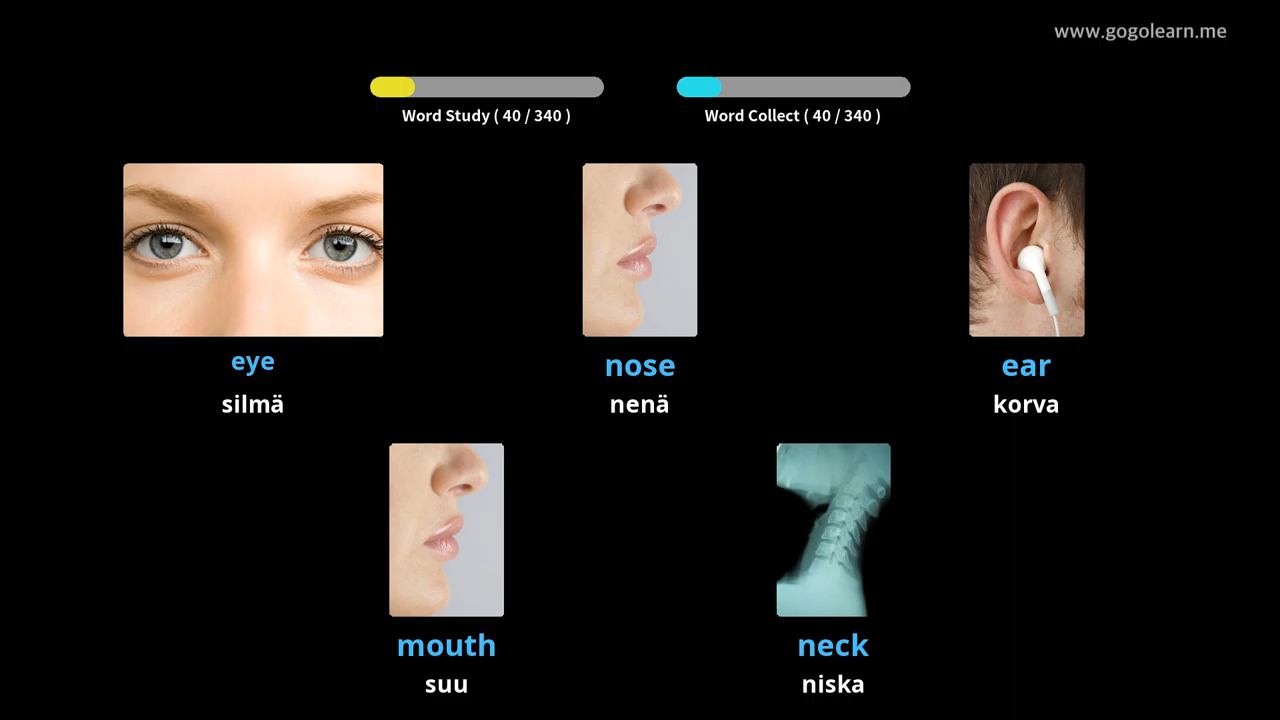 www.gogolearn.me
Word Study ( 40 / 340 )
Word Collect ( 40 / 340 )
eye
silmä
nose
nenä
ear
korva
mouth
suu
neck
niska